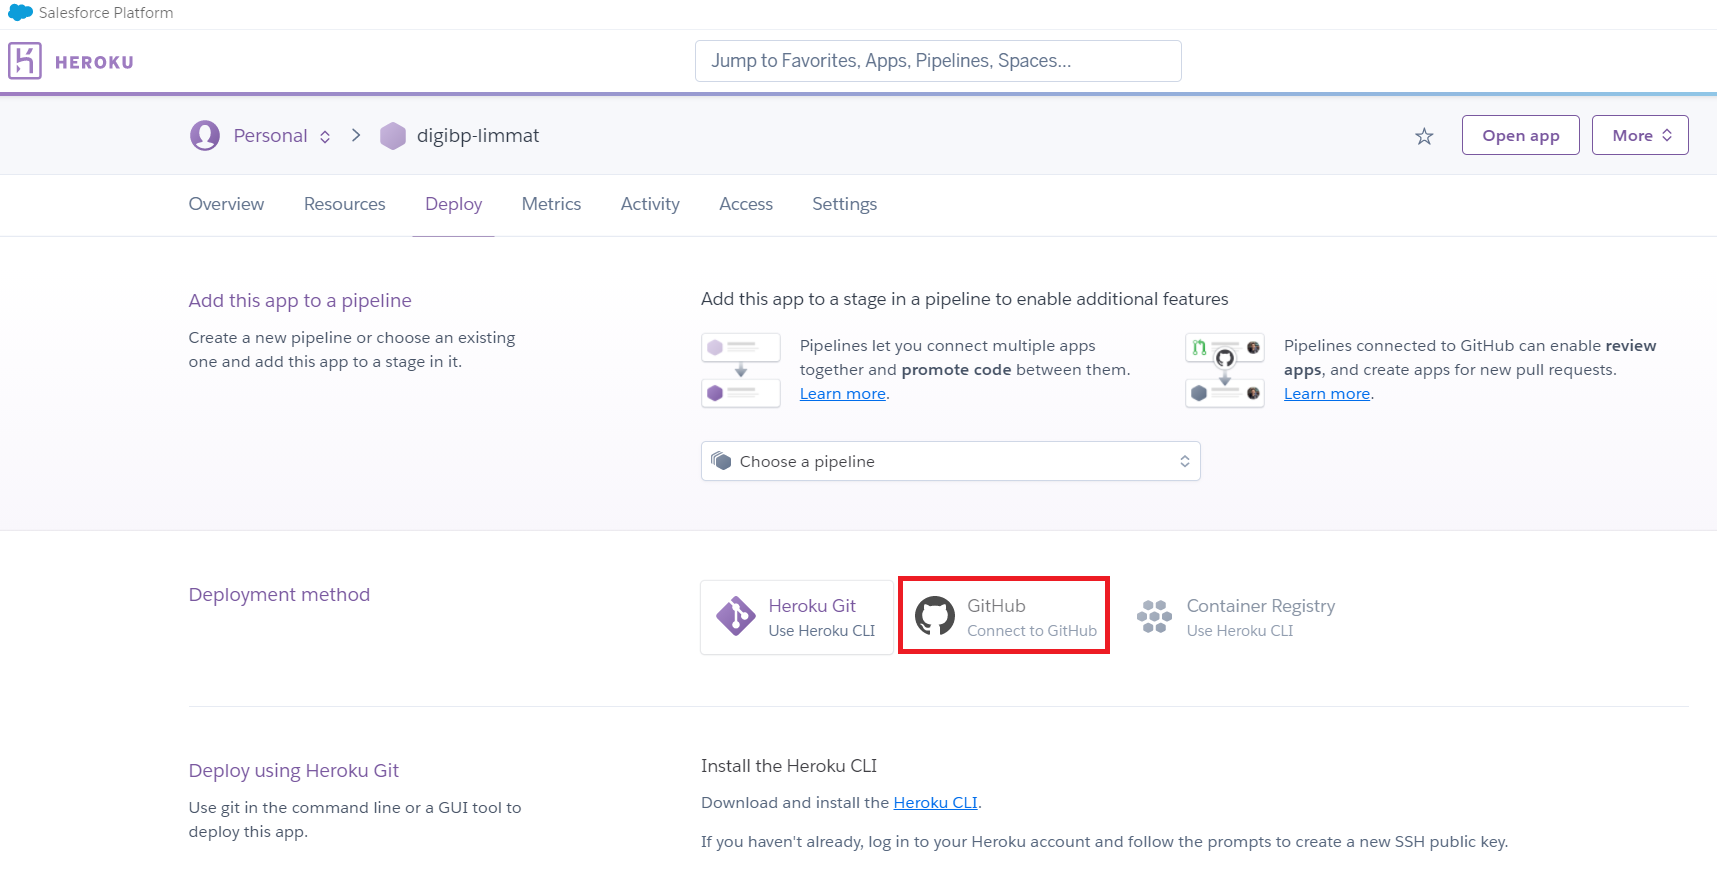 Salesforce Platform
HEROKU
Jump to Favorites, Apps, Pipelines, Spaces...
Personal
digibp-limmat
Open app
More
Overview
Resources
Deploy
Metrics
Activity
Access
Settings
Add this app to a pipeline
Create a new pipeline or choose an existing
one and add this app to a stage in it.
Add this app to a stage in a pipeline to enable additional features
Pipelines let you connect multiple apps
together and promote code between them.
Learn more.
Pipelines connected to GitHub can enable review
apps, and create apps for new pull requests.
Learn more.
Choose a pipeline
Deployment method
Heroku Git
Use Heroku CLI
GitHub
Connect to GitHub
Container Registry
Use Heroku CLI
Deploy using Heroku Git
Use git in the command line or a GUI tool to
deploy this app.
Install the Heroku CLI
Download and install the Heroku CLI.
If you haven't already, log in to your Heroku account and follow the prompts to create a new SSH public key.